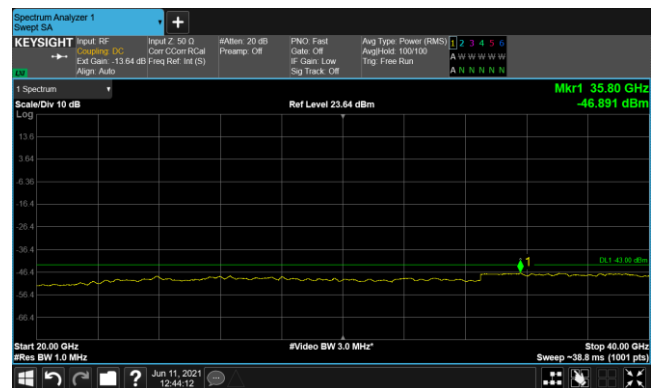 Spectrum Analyzer 1
Swept SA
KEYSIGHT Input: RF Input Z: 50 Ω #Atten: 20 dB PNO: Fast Avg Type: Power (RMS) 1 2 3 4 5 6
Coupling: DC Corr CCorr RCal Preamp: Off Gate: Off Avg|Hold: 100/100 A W W W W W
Ext Gain: -13.64 dB Freq Ref: Int (S) IF Gain: Low Trig: Free Run
LXI Align: Auto Sig Track: Off A N N N N N
1 Spectrum Mkr1 35.80 GHz
Scale/Div 10 dB Ref Level 23.64 dBm -46.891 dBm
Log
13.6
3.64
-6.36
-16.4
-26.4
-36.4
1
DL1 -43.00 dBm
-46.4
-56.4
-66.4
Start 20.00 GHz #Video BW 3.0 MHz* Stop 40.00 GHz
#Res BW 1.0 MHz Sweep ~38.8 ms (1001 pts)
? Jun 11, 2021
12:44:12